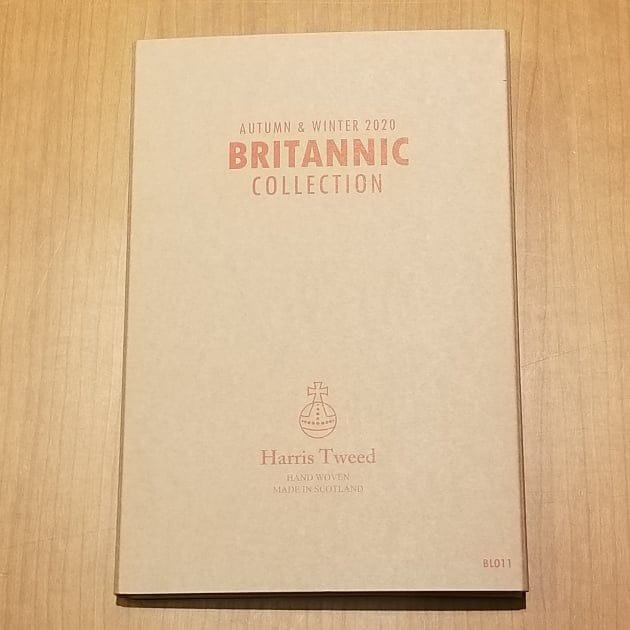 AUTUMN & WINTER 2020
BRITANNIC
COLLECTION
Harris Tweed
HAND WOVEN
MADE IN SCOTLAND
BL011